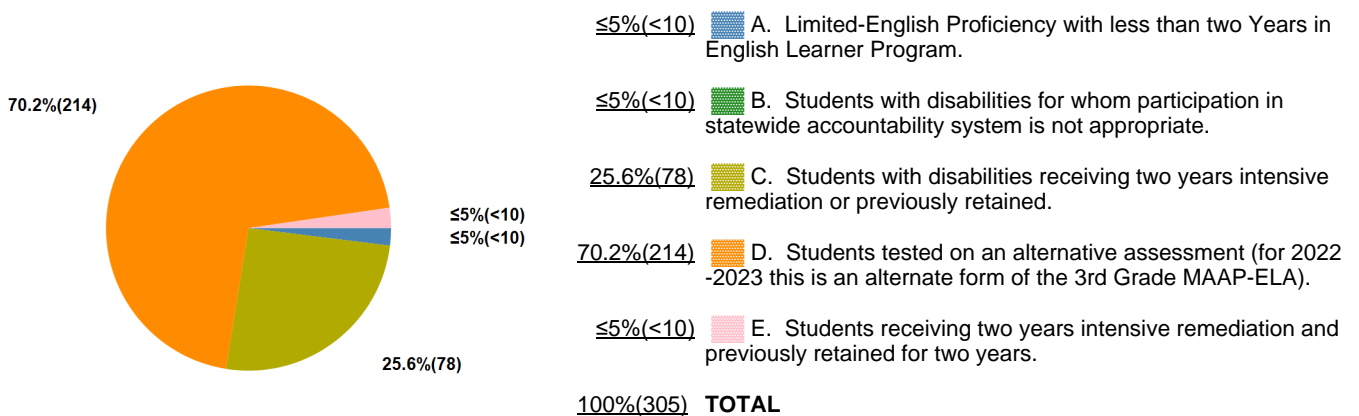 70.2%(214)
≤5%(<10)
≤5%(<10)
25.6%(78)
≤5%(<10) A. Limited-English Proficiency with less than two Years in
English Learner Program.
≤5%(<10) B. Students with disabilities for whom participation in
statewide accountability system is not appropriate.
25.6%(78) C. Students with disabilities receiving two years intensive
remediation or previously retained.
70.2%(214) D. Students tested on an alternative assessment (for 2022
-2023 this is an alternate form of the 3rd Grade MAAP-ELA).
≤5%(<10) E. Students receiving two years intensive remediation and
previously retained for two years.
100%(305) TOTAL